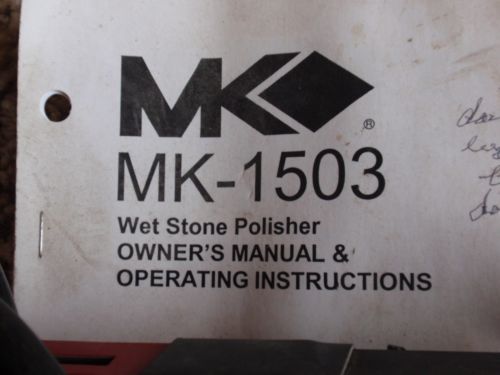 MK
®
MK-1503
Wet Stone Polisher
OWNER'S MANUAL &
OPERATING INSTRUCTIONS